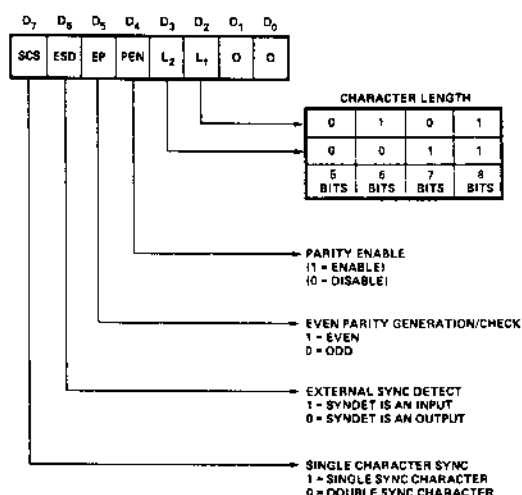 D7 D6 D5 D4 D3 D2 D1 D0
SCS ESD EP PEN L2 L1 0 0
CHARACTER LENGTH
0 1 0 1
0 0 1 1
5 BITS 6 BITS 7 BITS 8 BITS
PARITY ENABLE
(1 = ENABLE)
(0 = DISABLE)
EVEN PARITY GENERATION/CHECK
1 = EVEN
0 = ODD
EXTERNAL SYNC DETECT
1 = SYNDET IS AN INPUT
0 = SYNDET IS AN OUTPUT
SINGLE CHARACTER SYNC
1 = SINGLE SYNC CHARACTER
0 = DOUBLE SYNC CHARACTER